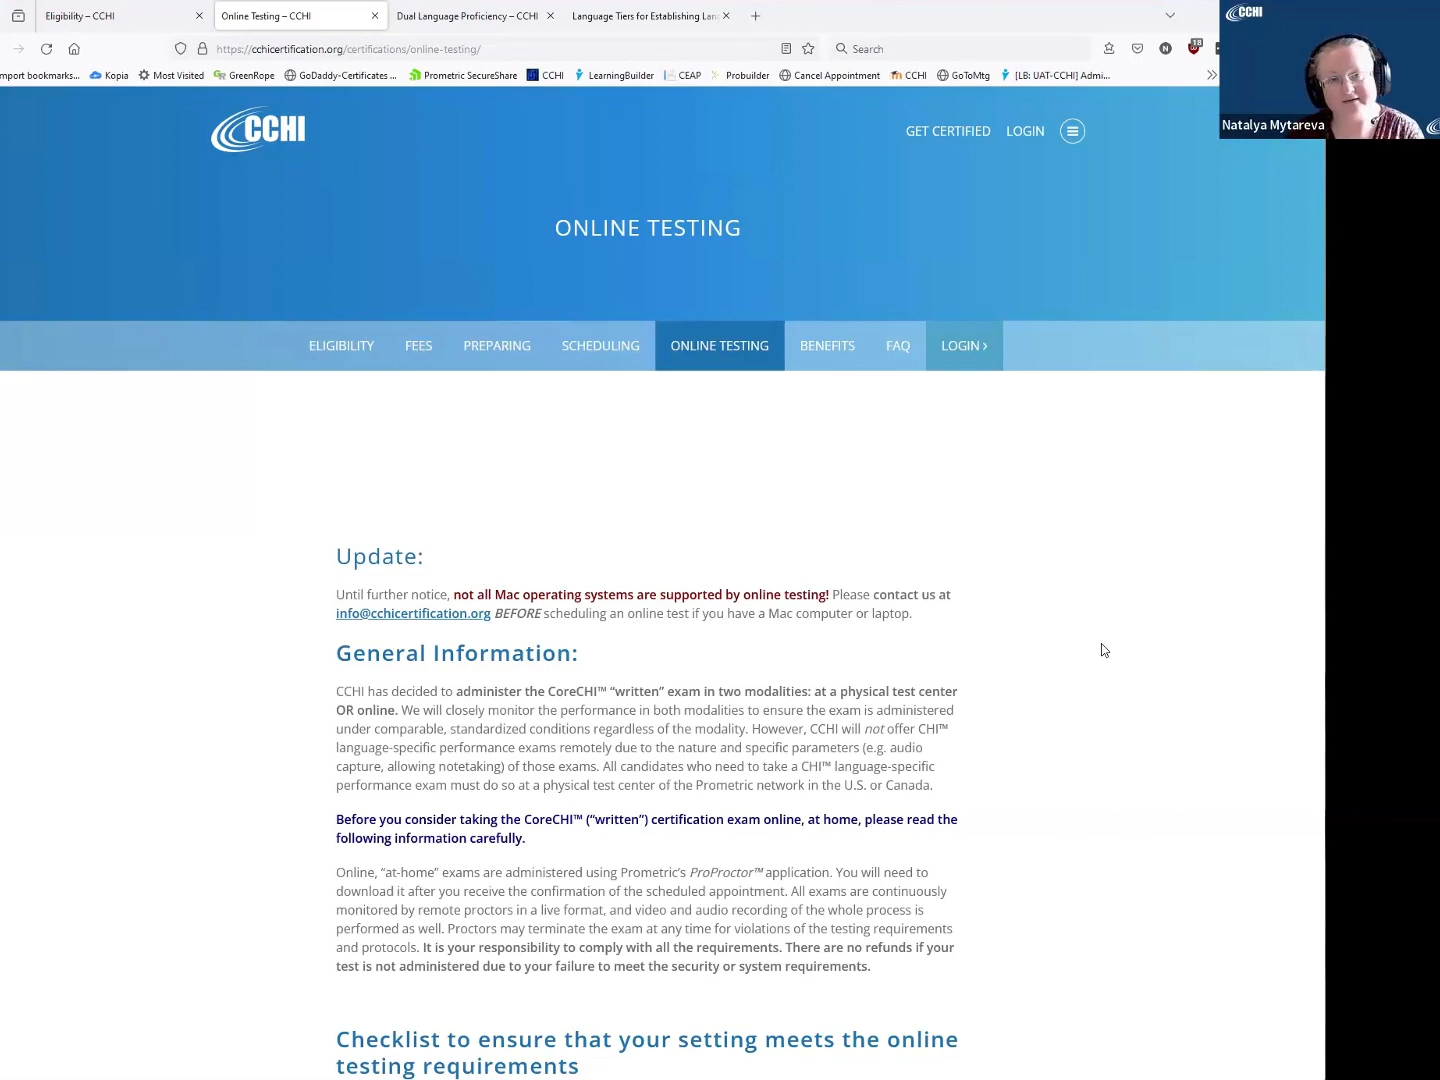 Eligibility – CCHI
Online Testing – CCHI
Dual Language Proficiency – CCHI
Language Tiers for Establishing Lan
https://cchicertification.org/certifications/online-testing/
Search
18
mport bookmarks...
Kopia
Most Visited
GreenRope
GoDaddy-Certificates ...
Prometric SecureShare
CCHI
LearningBuilder
CEAP
Probuilder
Cancel Appointment
CCHI
GoToMtg
[LB: UAT-CCHI] Admi...
CCHI
Natalya Mytareva
CCHI
GET CERTIFIED
LOGIN
ONLINE TESTING
ELIGIBILITY
FEES
PREPARING
SCHEDULING
ONLINE TESTING
BENEFITS
FAQ
LOGIN ›
Update:
Until further notice, not all Mac operating systems are supported by online testing! Please contact us at
info@cchicertification.org BEFORE scheduling an online test if you have a Mac computer or laptop.
General Information:
CCHI has decided to administer the CoreCHI™ “written” exam in two modalities: at a physical test center
OR online. We will closely monitor the performance in both modalities to ensure the exam is administered
under comparable, standardized conditions regardless of the modality. However, CCHI will not offer CHI™
language-specific performance exams remotely due to the nature and specific parameters (e.g. audio
capture, allowing notetaking) of those exams. All candidates who need to take a CHI™ language-specific
performance exam must do so at a physical test center of the Prometric network in the U.S. or Canada.
Before you consider taking the CoreCHI™ (“written”) certification exam online, at home, please read the
following information carefully.
Online, “at-home” exams are administered using Prometric’s ProProctor™ application. You will need to
download it after you receive the confirmation of the scheduled appointment. All exams are continuously
monitored by remote proctors in a live format, and video and audio recording of the whole process is
performed as well. Proctors may terminate the exam at any time for violations of the testing requirements
and protocols. It is your responsibility to comply with all the requirements. There are no refunds if your
test is not administered due to your failure to meet the security or system requirements.
Checklist to ensure that your setting meets the online
testing requirements